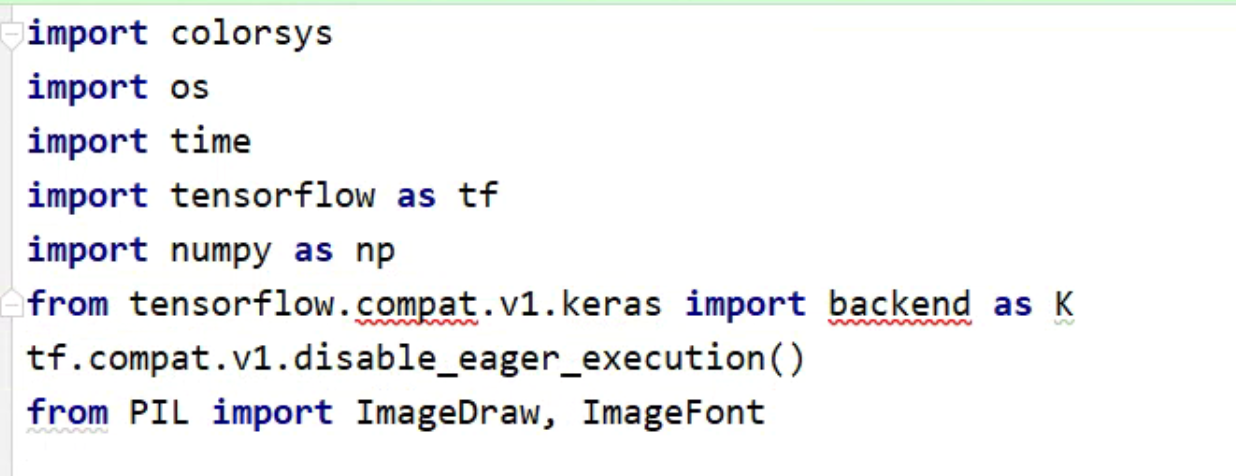 import colorsys
import os
import time
import tensorflow as tf
import numpy as np
from tensorflow.compat.v1.keras import backend as K
tf.compat.v1.disable_eager_execution()
from PIL import ImageDraw, ImageFont